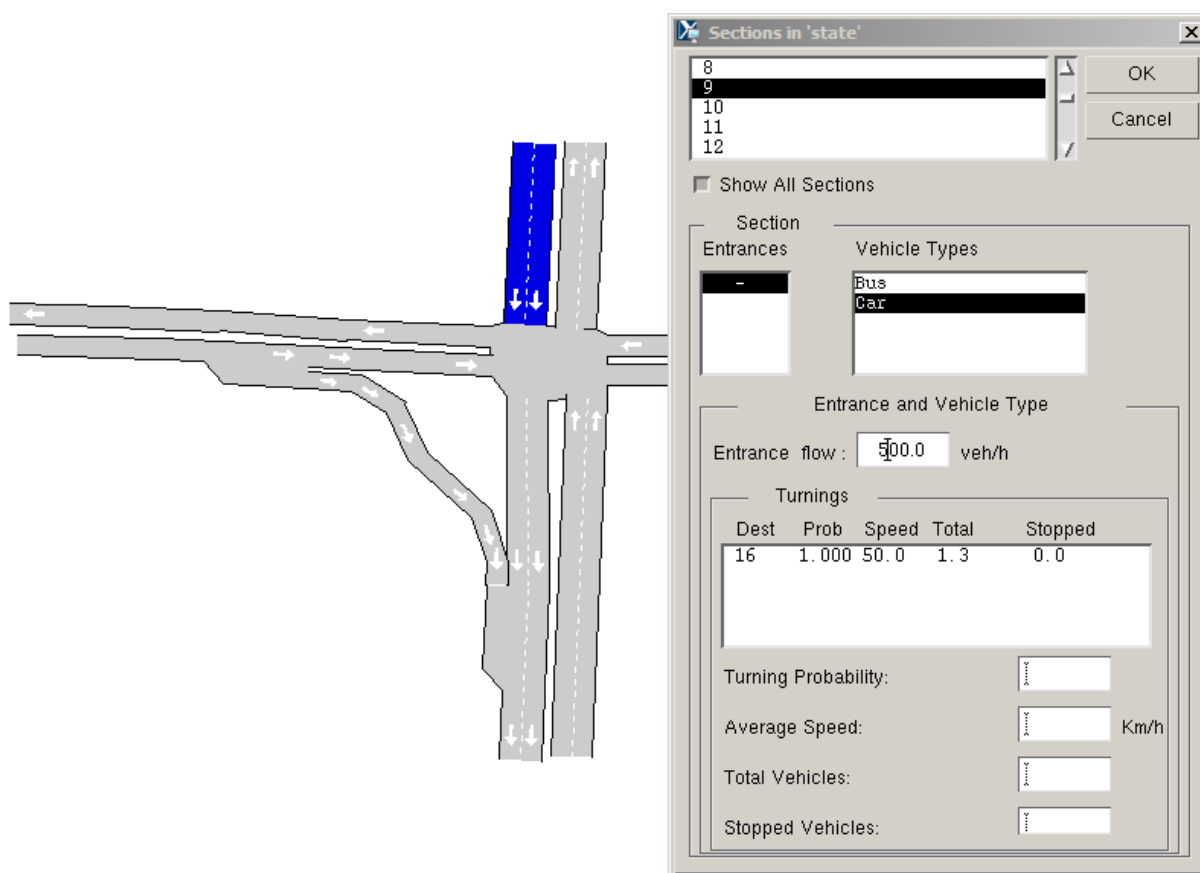 Sections in 'state'
8
9
10
11
12
OK
Cancel
Show All Sections
Section
Entrances Vehicle Types
-
Bus
Car
Entrance and Vehicle Type
Entrance flow : 500.0 veh/h
Turnings
Dest Prob Speed Total Stopped
16 1.000 50.0 1.3 0.0
Turning Probability:
Average Speed: Km/h
Total Vehicles:
Stopped Vehicles: